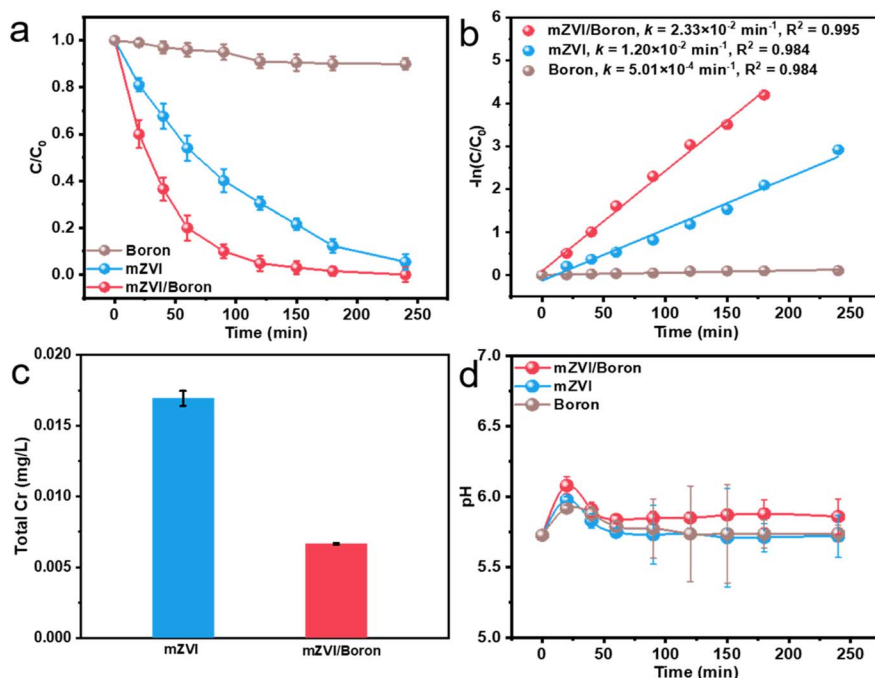 a
C/C₀
1.0
0.8
0.6
0.4
0.2
0.0
Boron
mZVI
mZVI/Boron
0 50 100 150 200 250
Time (min)
b
-ln(C/C₀)
mZVI/Boron, k = 2.33×10⁻² min⁻¹, R² = 0.995
mZVI, k = 1.20×10⁻² min⁻¹, R² = 0.984
Boron, k = 5.01×10⁻⁴ min⁻¹, R² = 0.984
6
5
4
3
2
1
0
-1
0 50 100 150 200 250
Time (min)
c
Total Cr (mg/L)
0.020
0.015
0.010
0.005
0.000
mZVI mZVI/Boron
d
pH
7.0
6.5
6.0
5.5
5.0
mZVI/Boron
mZVI
Boron
0 50 100 150 200 250
Time (min)